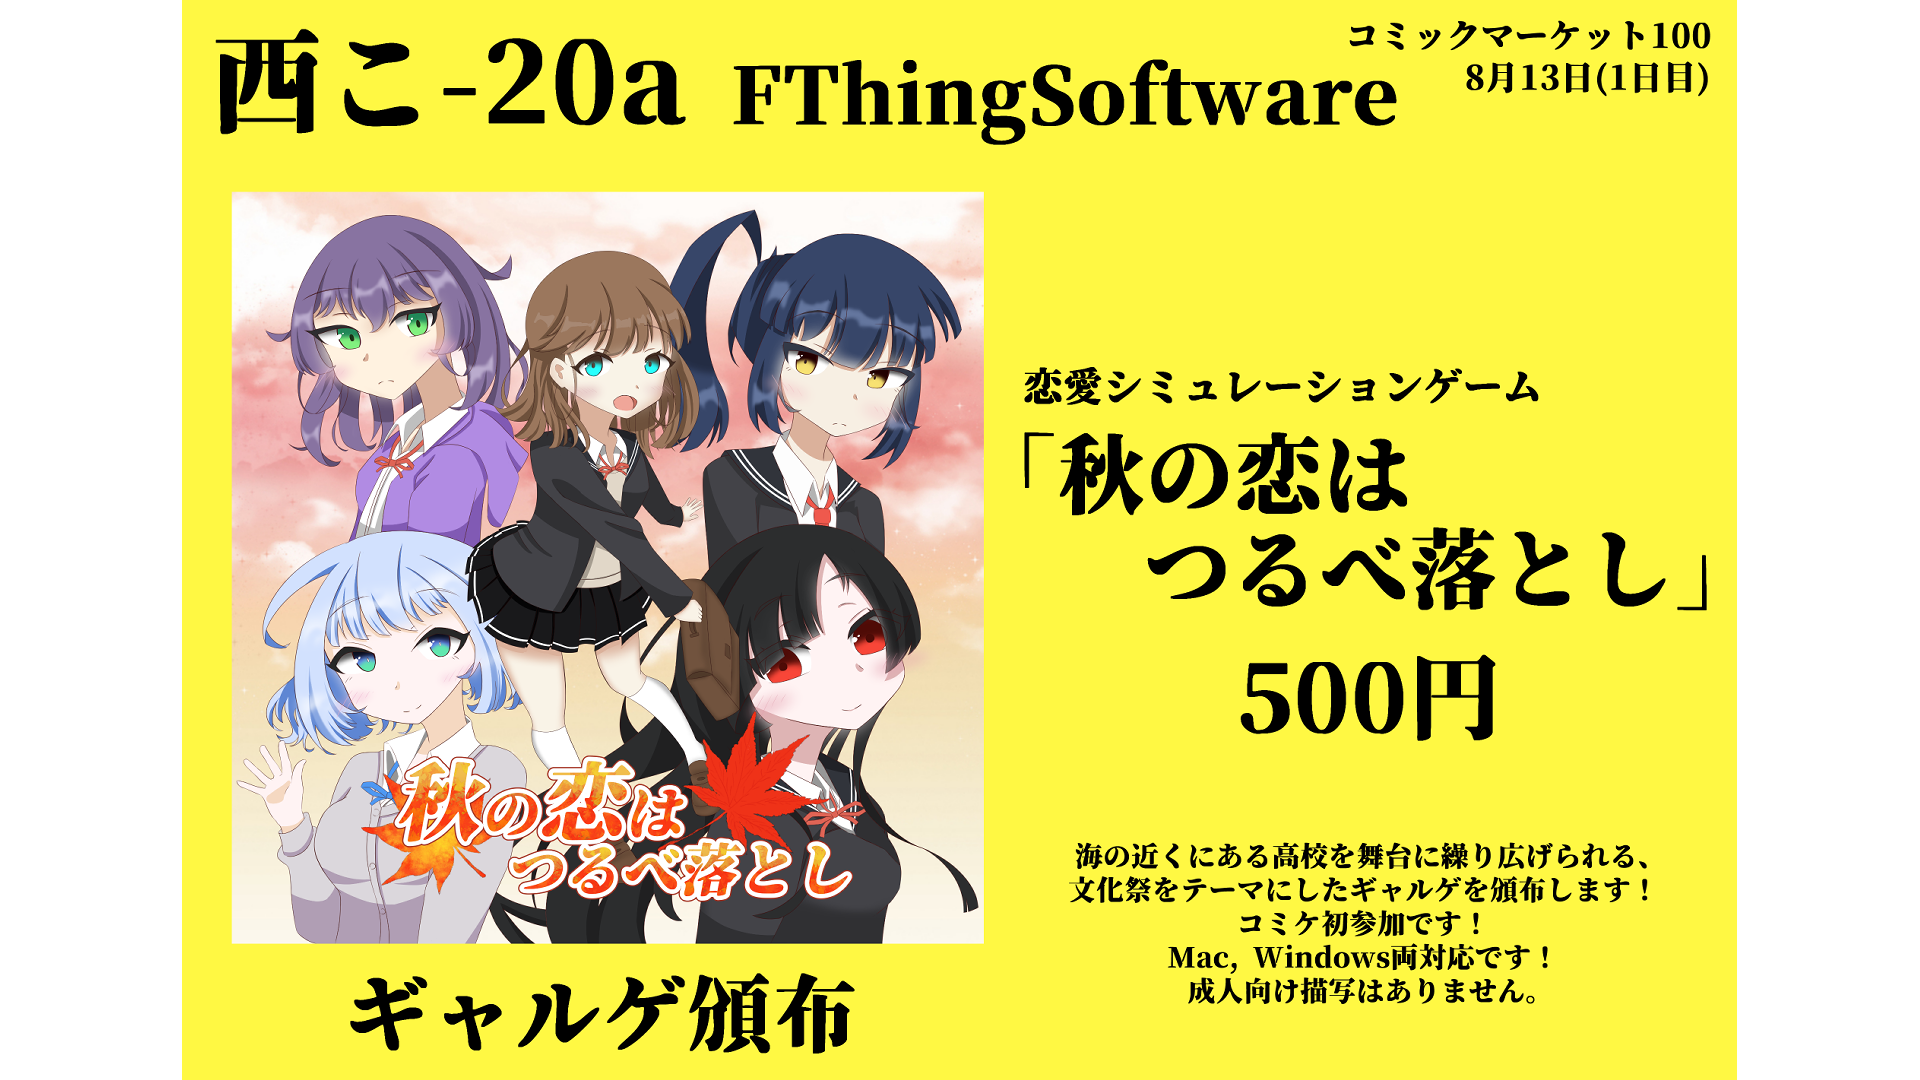 西こ-20a FThingSoftware
コミックマーケット100
8月13日(1日目)
秋の恋は
つるべ落とし
ギャルゲ頒布
恋愛シミュレーションゲーム
「秋の恋は
つるべ落とし」
500円
海の近くにある高校を舞台に繰り広げられる、
文化祭をテーマにしたギャルゲを頒布します！
コミケ初参加です！
Mac, Windows両対応です！
成人向け描写はありません。